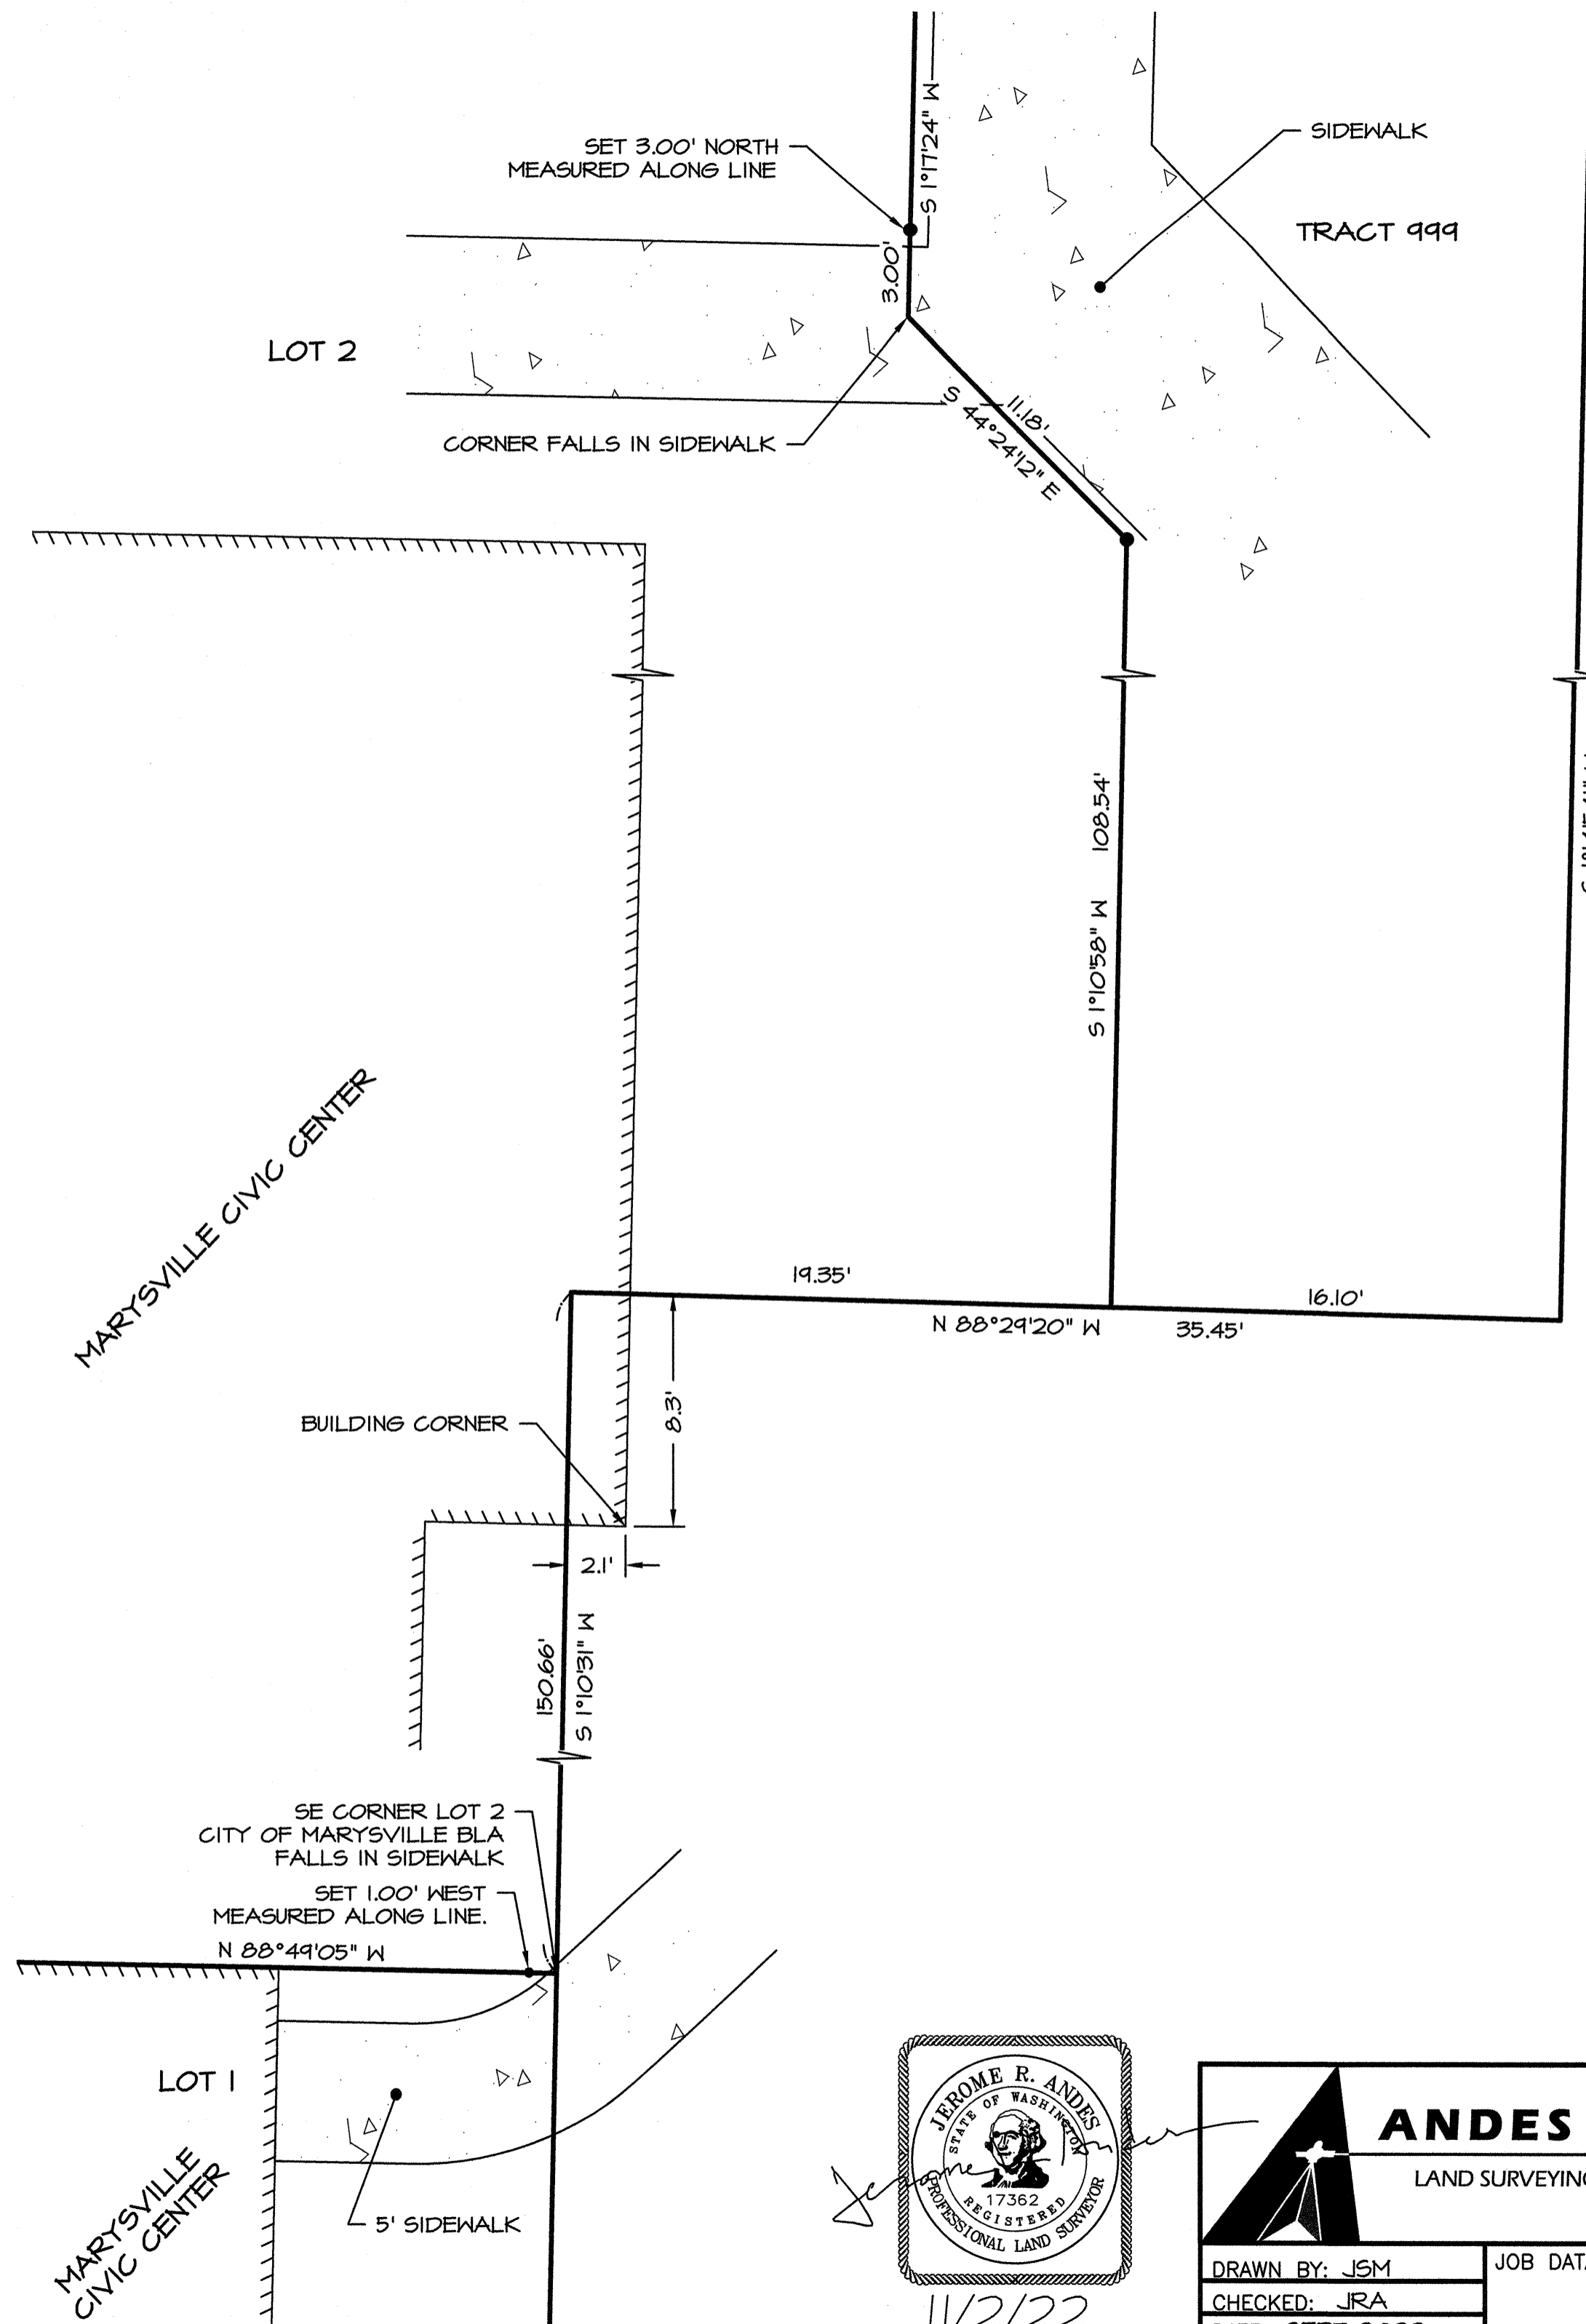 S 1°17'24" W
SET 3.00' NORTH
MEASURED ALONG LINE
SIDEWALK
TRACT 999
3.00'
LOT 2
11.18'
S 44°24'12" E
CORNER FALLS IN SIDEWALK
108.54'
S 1°10'58" W
MARYSVILLE CIVIC CENTER
19.35'
16.10'
N 88°29'20" W
35.45'
8.3'
BUILDING CORNER
2.1'
150.66'
S 1°10'31" W
SE CORNER LOT 2
CITY OF MARYSVILLE BLA
FALLS IN SIDEWALK
SET 1.00' WEST
MEASURED ALONG LINE.
N 88°49'05" W
LOT 1
5' SIDEWALK
MARYSVILLE
CIVIC CENTER
JEROME R. ANDES
STATE OF WASHINGTON
17362
REGISTERED
PROFESSIONAL LAND SURVEYOR
11/2/22
ANDES
LAND SURVEYING
DRAWN BY: JSM
JOB DATA
CHECKED: JRA